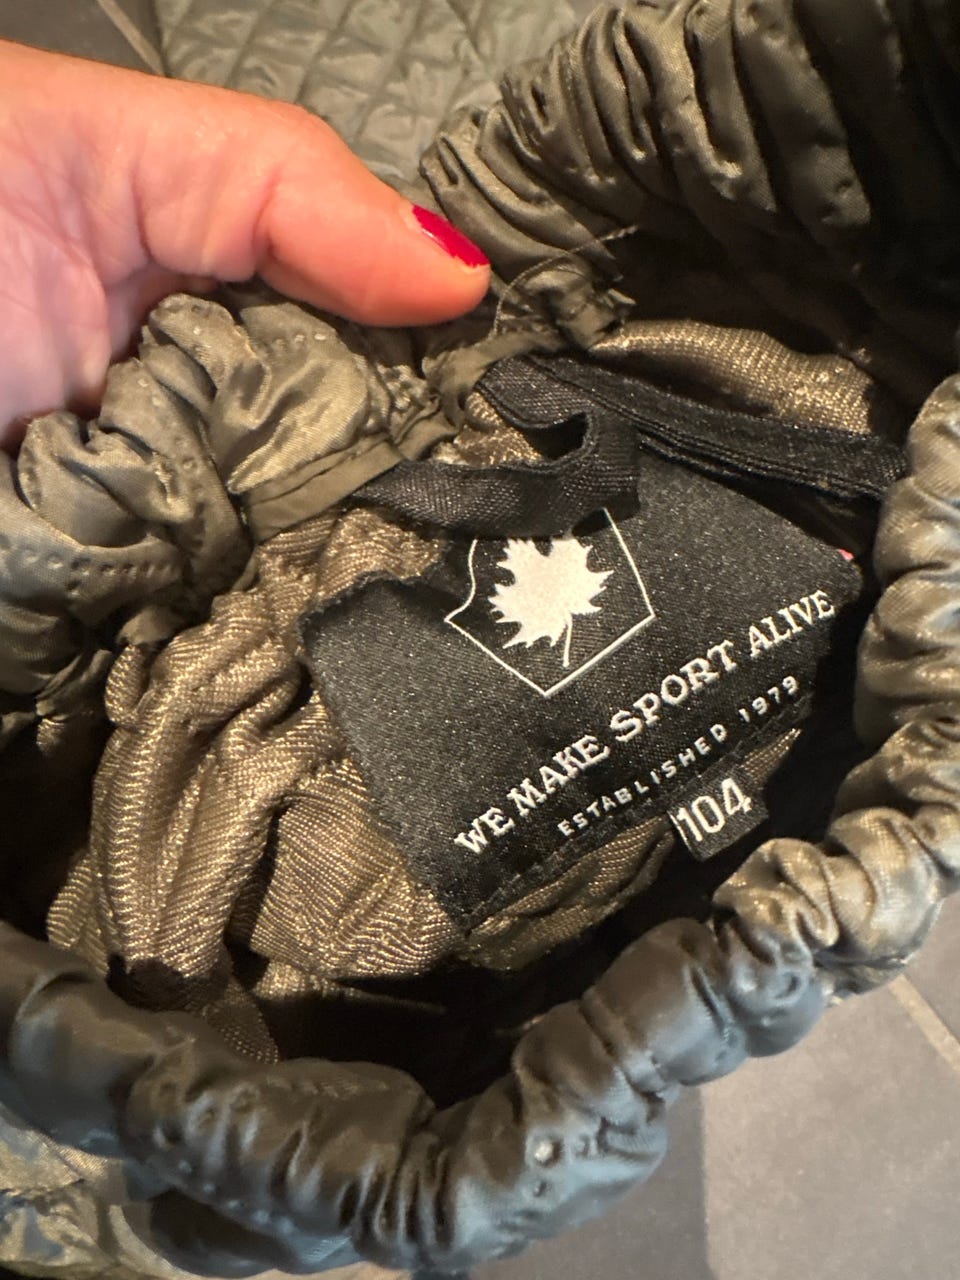 WE MAKE SPORT ALIVE
ESTABLISHED 1979
104